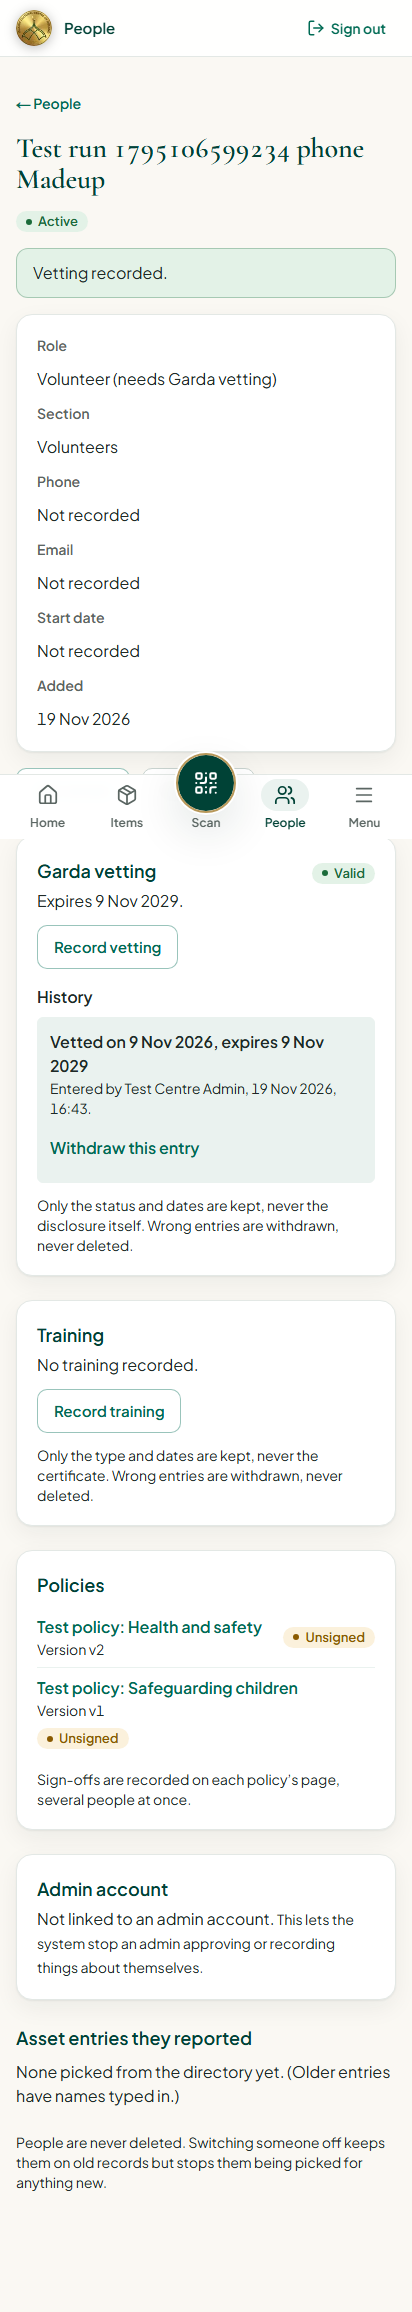 People
Sign out
← People
Test run 1795106599234 phone
Madeup
Active
Vetting recorded.
Role
Volunteer (needs Garda vetting)
Section
Volunteers
Phone
Not recorded
Email
Not recorded
Start date
Not recorded
Added
19 Nov 2026
Home
Items
Scan
People
Menu
Garda vetting
Valid
Expires 9 Nov 2029.
Record vetting
History
Vetted on 9 Nov 2026, expires 9 Nov
2029
Entered by Test Centre Admin, 19 Nov 2026,
16:43.
Withdraw this entry
Only the status and dates are kept, never the
disclosure itself. Wrong entries are withdrawn,
never deleted.
Training
No training recorded.
Record training
Only the type and dates are kept, never the
certificate. Wrong entries are withdrawn, never
deleted.
Policies
Test policy: Health and safety
Unsigned
Version v2
Test policy: Safeguarding children
Version v1
Unsigned
Sign-offs are recorded on each policy's page,
several people at once.
Admin account
Not linked to an admin account. This lets the
system stop an admin approving or recording
things about themselves.
Asset entries they reported
None picked from the directory yet. (Older entries
have names typed in.)
People are never deleted. Switching someone off keeps
them on old records but stops them being picked for
anything new.